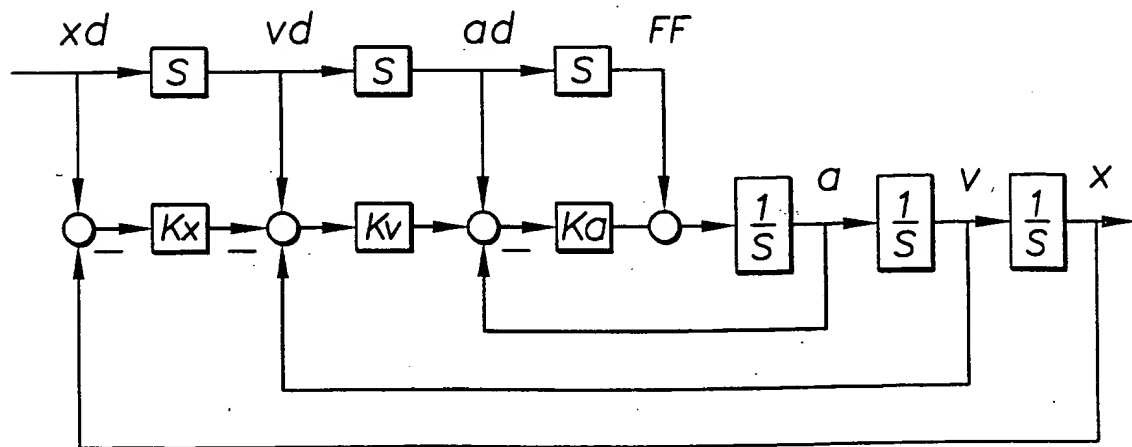 xd vd ad FF
S S S
a v x
Kx Kv Ka 1/S 1/S 1/S